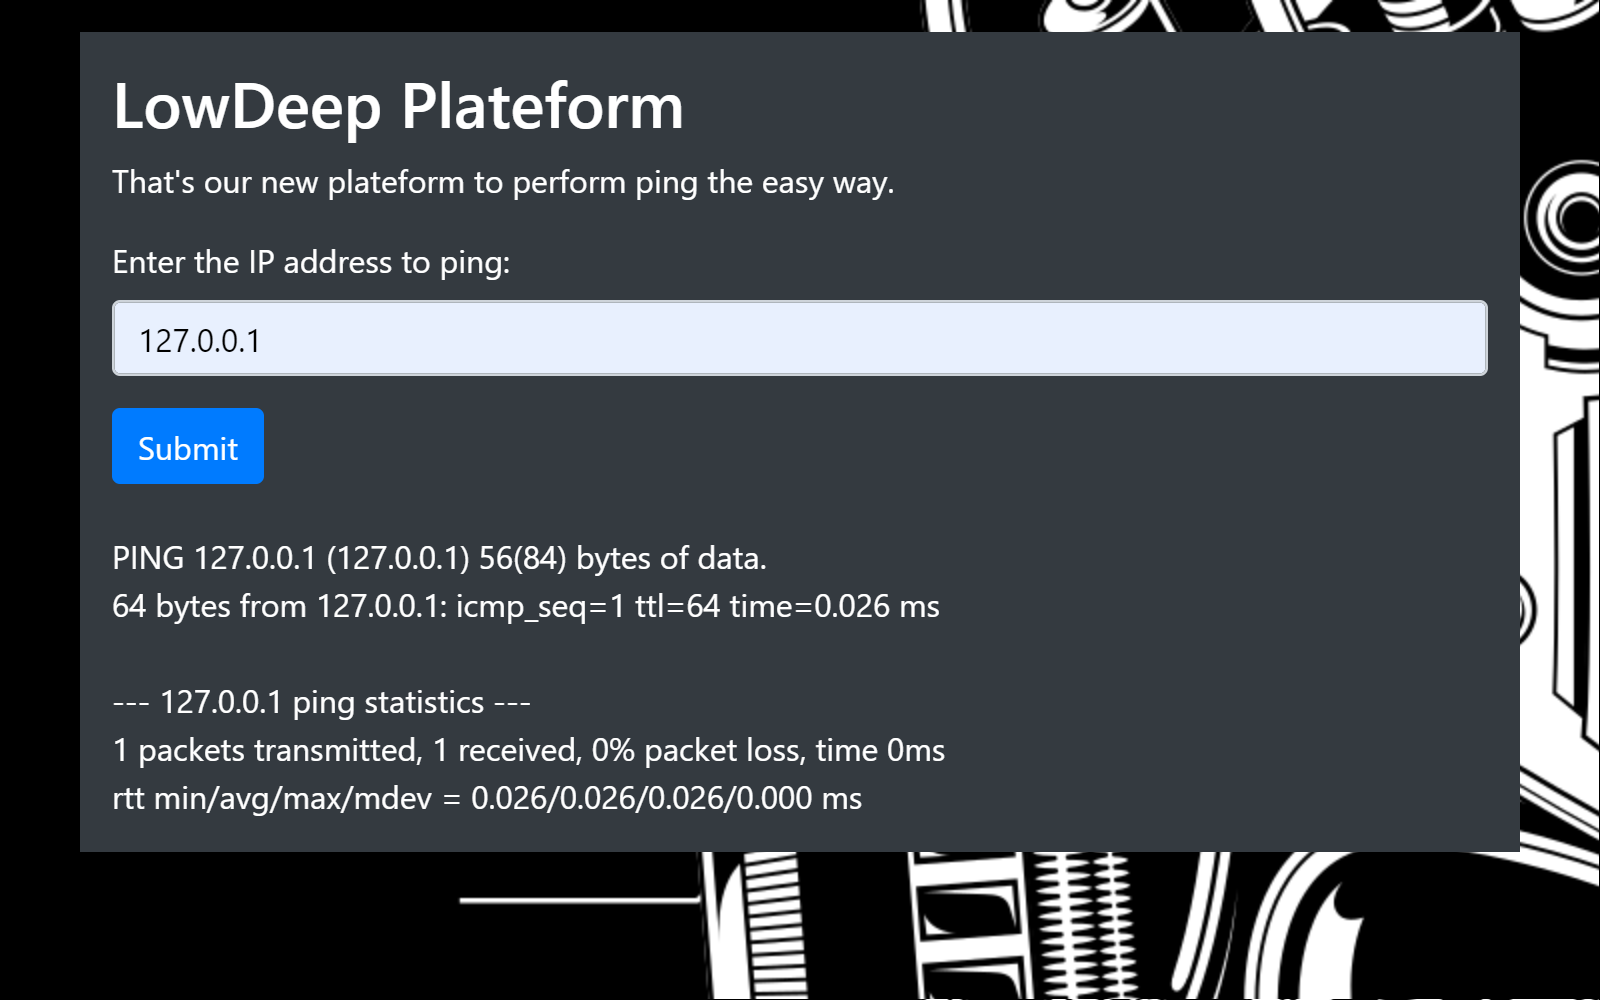 LowDeep Plateform
That's our new plateform to perform ping the easy way.
Enter the IP address to ping:
127.0.0.1
Submit
PING 127.0.0.1 (127.0.0.1) 56(84) bytes of data.
64 bytes from 127.0.0.1: icmp_seq=1 ttl=64 time=0.026 ms
--- 127.0.0.1 ping statistics ---
1 packets transmitted, 1 received, 0% packet loss, time 0ms
rtt min/avg/max/mdev = 0.026/0.026/0.026/0.000 ms